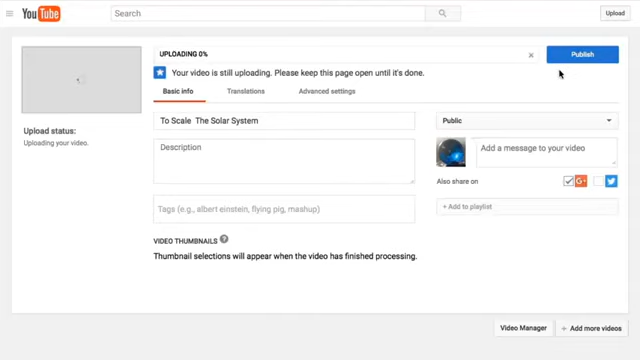 YouTube
Search
Upload
UPLOADING 0%
×
Publish
Your video is still uploading. Please keep this page open until it's done.
Basic info
Translations
Advanced settings
Upload status:
Uploading your video.
To Scale The Solar System
Public
Description
Add a message to your video
Also share on
G+
Tags (e.g., albert einstein, flying pig, mashup)
+ Add to playlist
VIDEO THUMBNAILS ?
Thumbnail selections will appear when the video has finished processing.
Video Manager
+ Add more videos